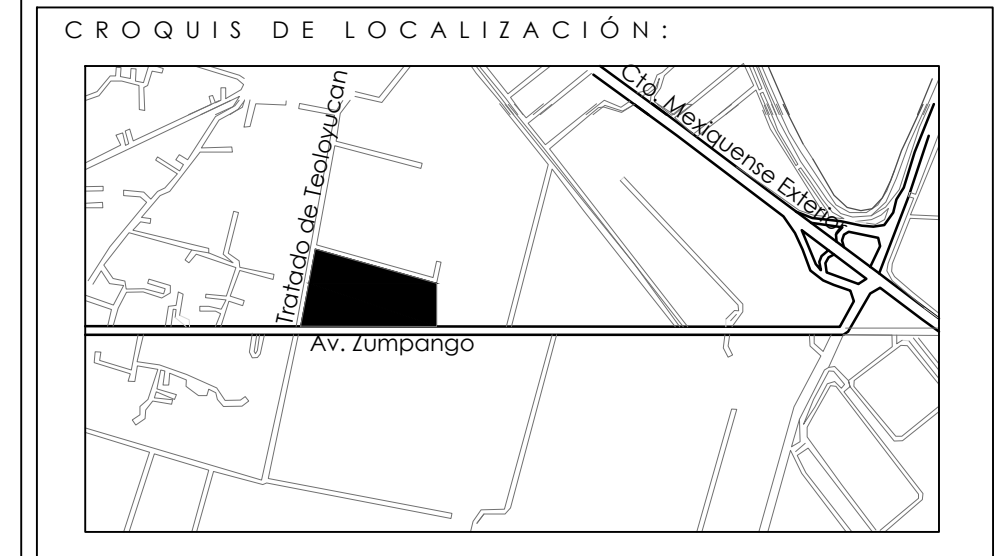 CROQUIS DE LOCALIZACIÓN:
Cto. Mexiquense Exterior
Tratado de Teoloyucan
Av. Zumpango